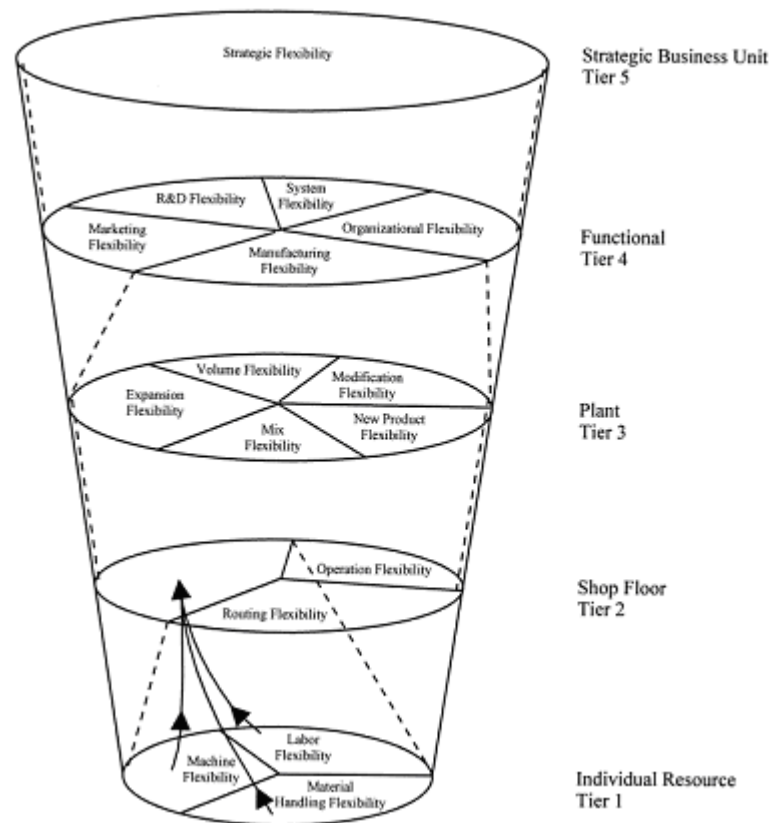 Strategic Flexibility
Strategic Business Unit
Tier 5
R&D Flexibility
System
Flexibility
Marketing
Flexibility
Organizational Flexibility
Manufacturing
Flexibility
Functional
Tier 4
Volume Flexibility
Modification
Flexibility
Expansion
Flexibility
Mix
Flexibility
New Product
Flexibility
Plant
Tier 3
Operation Flexibility
Routing Flexibility
Shop Floor
Tier 2
Labor
Flexibility
Machine
Flexibility
Material
Handling Flexibility
Individual Resource
Tier 1